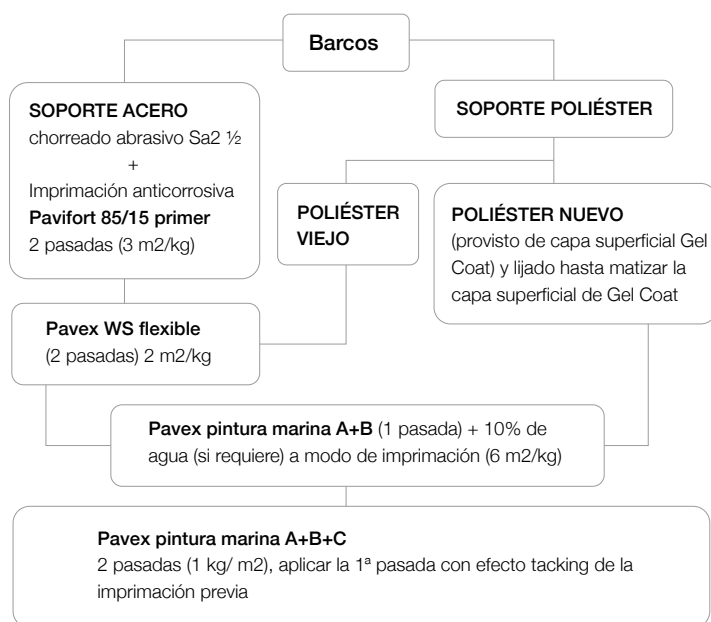 Barcos
SOPORTE ACERO
chorreado abrasivo Sa2 ½
+
Imprimación anticorrosiva
Pavifort 85/15 primer
2 pasadas (3 m2/kg)
SOPORTE POLIÉSTER
POLIÉSTER
VIEJO
POLIÉSTER NUEVO
(provisto de capa superficial Gel
Coat) y lijado hasta matizar la
capa superficial de Gel Coat
Pavex WS flexible
(2 pasadas) 2 m2/kg
Pavex pintura marina A+B (1 pasada) + 10% de
agua (si requiere) a modo de imprimación (6 m2/kg)
Pavex pintura marina A+B+C
2 pasadas (1 kg/ m2), aplicar la 1ª pasada con efecto tacking de la
imprimación previa